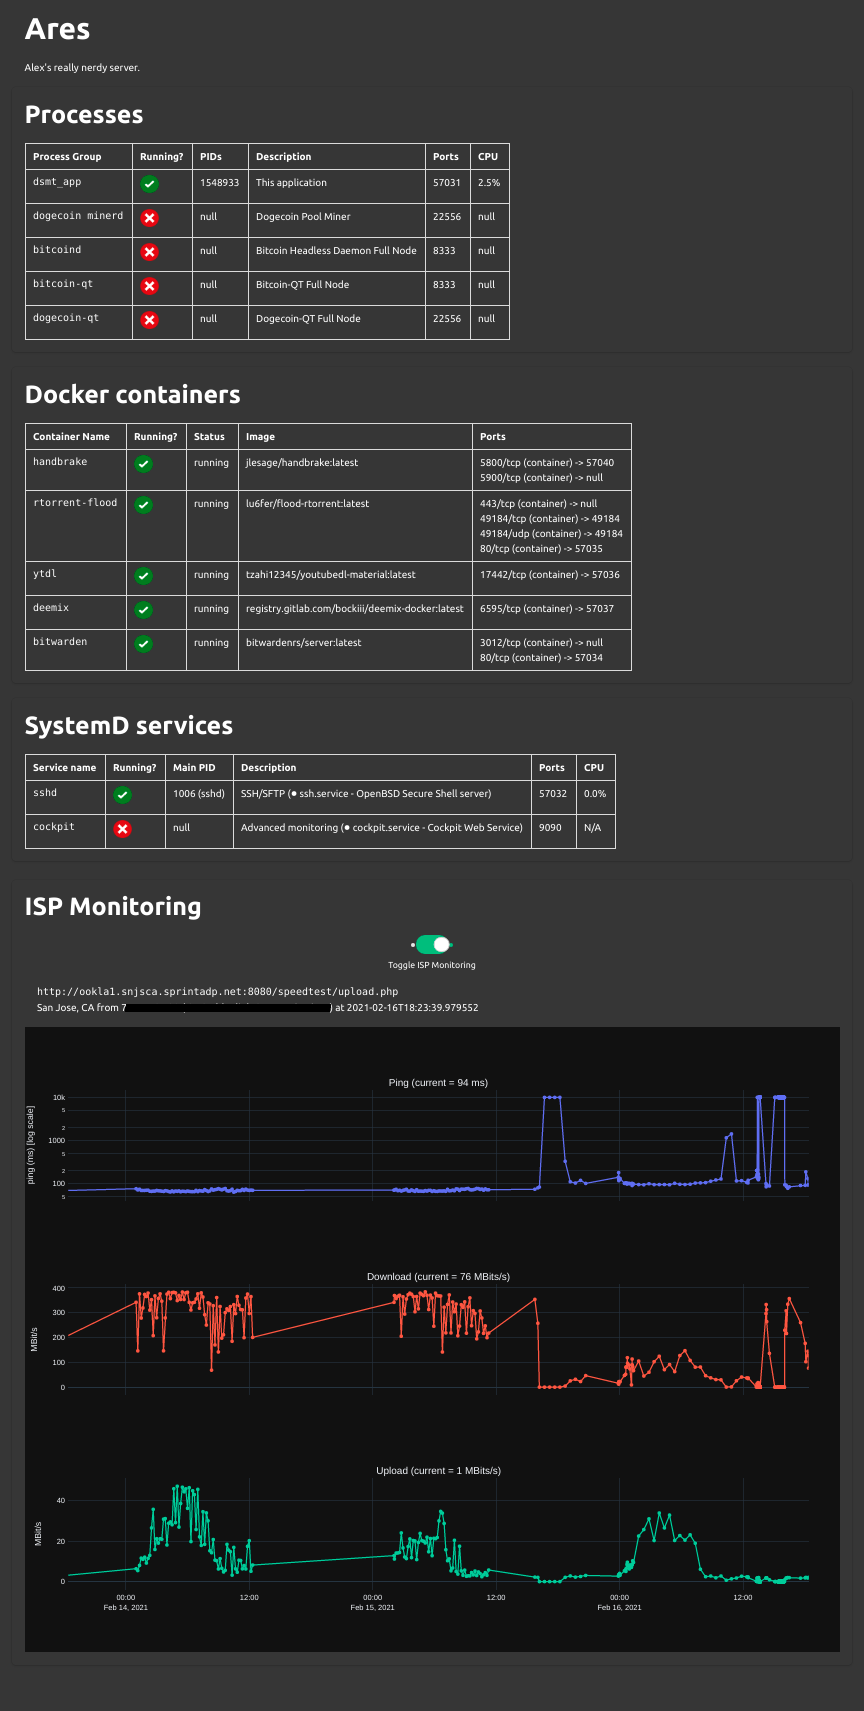 Ares
Alex's really nerdy server.
Processes
Process Group Running? PIDs Description Ports CPU
dsmt_app 1548933 This application 57031 2.5%
dogecoin minerd null Dogecoin Pool Miner 22556 null
bitcoind null Bitcoin Headless Daemon Full Node 8333 null
bitcoin-qt null Bitcoin-QT Full Node 8333 null
dogecoin-qt null Dogecoin-QT Full Node 22556 null
Docker containers
Container Name Running? Status Image Ports
handbrake running jlesage/handbrake:latest 5800/tcp (container) -> 57040
5900/tcp (container) -> null
rtorrent-flood running lu6fer/flood-rtorrent:latest 443/tcp (container) -> null
49184/tcp (container) -> 49184
49184/udp (container) -> 49184
80/tcp (container) -> 57035
ytdl running tzahi12345/youtubedl-material:latest 17442/tcp (container) -> 57036
deemix running registry.gitlab.com/bockiii/deemix-docker:latest 6595/tcp (container) -> 57037
bitwarden running bitwardenrs/server:latest 3012/tcp (container) -> null
80/tcp (container) -> 57034
SystemD services
Service name Running? Main PID Description Ports CPU
sshd 1006 (sshd) SSH/SFTP (● ssh.service - OpenBSD Secure Shell server) 57032 0.0%
cockpit null Advanced monitoring (● cockpit.service - Cockpit Web Service) 9090 N/A
ISP Monitoring
Toggle ISP Monitoring
http://ookla1.snjsca.sprintadp.net:8080/speedtest/upload.php
San Jose, CA from 7 ) at 2021-02-16T18:23:39.979552
Ping (current = 94 ms)
ping (ms) [log scale]
10k
5
2
1000
5
2
100
5
Download (current = 76 MBits/s)
MBit/s
400
300
200
100
0
Upload (current = 1 MBits/s)
MBit/s
40
20
0
00:00 12:00 00:00 12:00 00:00 12:00
Feb 14, 2021 Feb 15, 2021 Feb 16, 2021